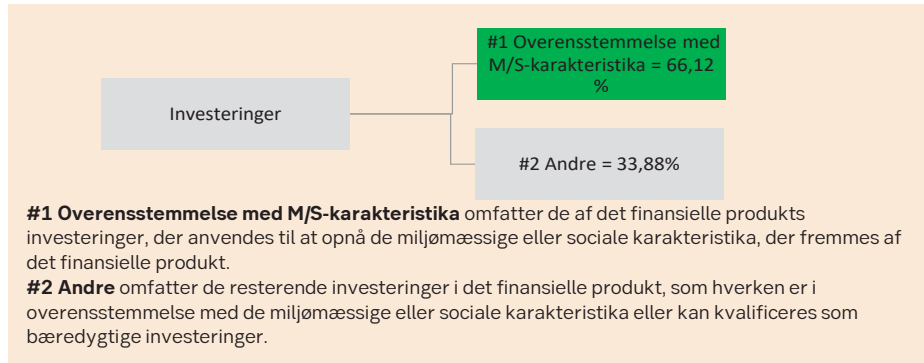 #1 Overensstemmelse med
M/S-karakteristika = 66,12
%
Investeringer
#2 Andre = 33,88%
#1 Overensstemmelse med M/S-karakteristika omfatter de af det finansielle produkts
investeringer, der anvendes til at opnå de miljømæssige eller sociale karakteristika, der fremmes af
det finansielle produkt.
#2 Andre omfatter de resterende investeringer i det finansielle produkt, som hverken er i
overensstemmelse med de miljømæssige eller sociale karakteristika eller kan kvalificeres som
bæredygtige investeringer.